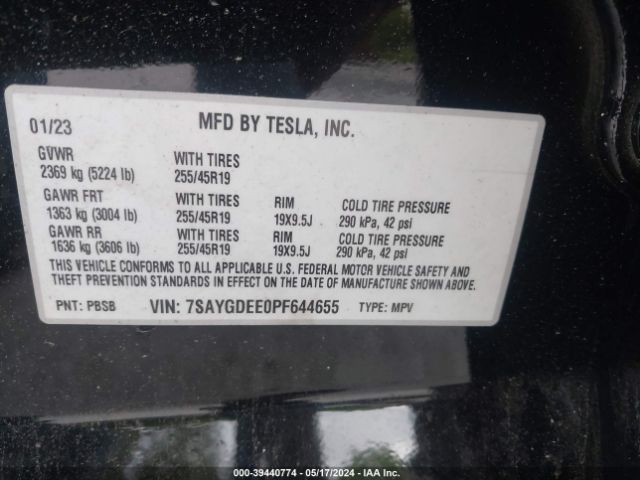 01/23 MFD BY TESLA, INC.
GVWR WITH TIRES
2369 kg (5224 lb) 255/45R19
GAWR FRT WITH TIRES RIM COLD TIRE PRESSURE
1363 kg (3004 lb) 255/45R19 19X9.5J 290 kPa, 42 psi
GAWR RR WITH TIRES RIM COLD TIRE PRESSURE
1636 kg (3606 lb) 255/45R19 19X9.5J 290 kPa, 42 psi
THIS VEHICLE CONFORMS TO ALL APPLICABLE U.S. FEDERAL MOTOR VEHICLE SAFETY AND
THEFT PREVENTION STANDARDS IN EFFECT ON THE DATE OF MANUFACTURE SHOWN ABOVE.
PNT: PBSB VIN: 7SAYGDEE0PF644655 TYPE: MPV
000-39440774 — 05/17/2024 — IAA Inc.